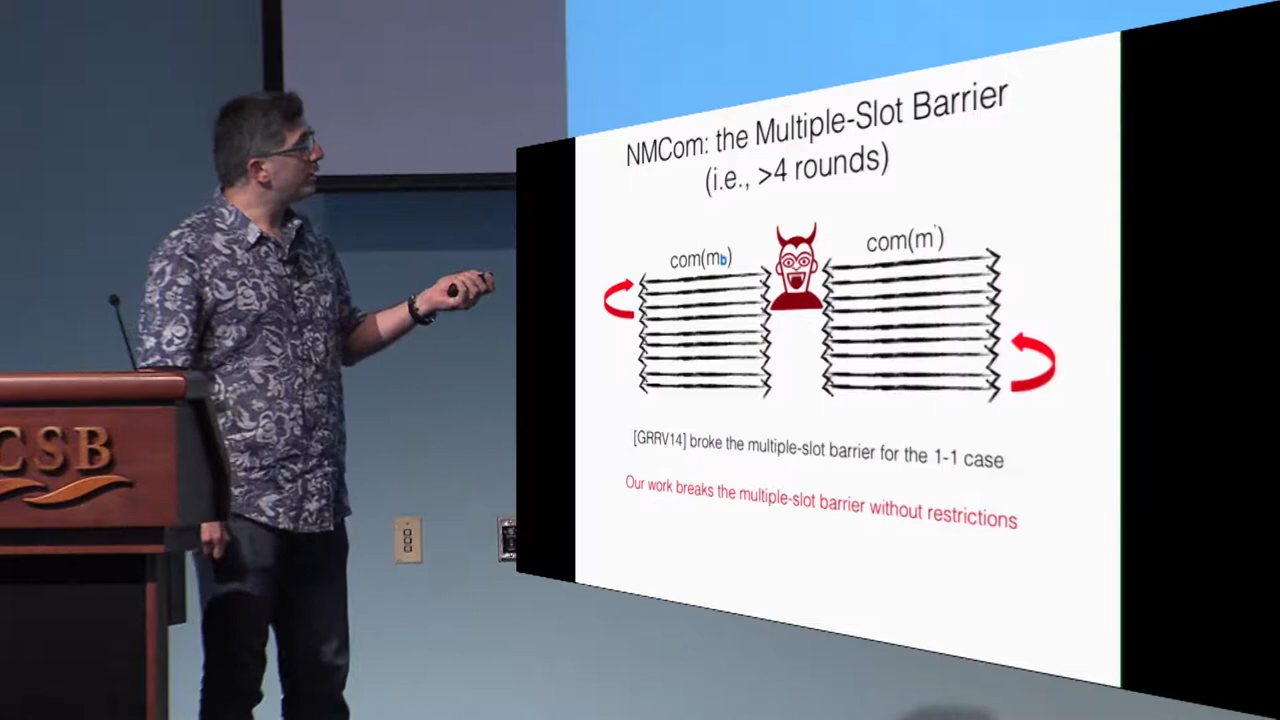 NMCom: the Multiple-Slot Barrier
(i.e., >4 rounds)
com(mb)
com(m')
[GRRV14] broke the multiple-slot barrier for the 1-1 case
Our work breaks the multiple-slot barrier without restrictions
CSB